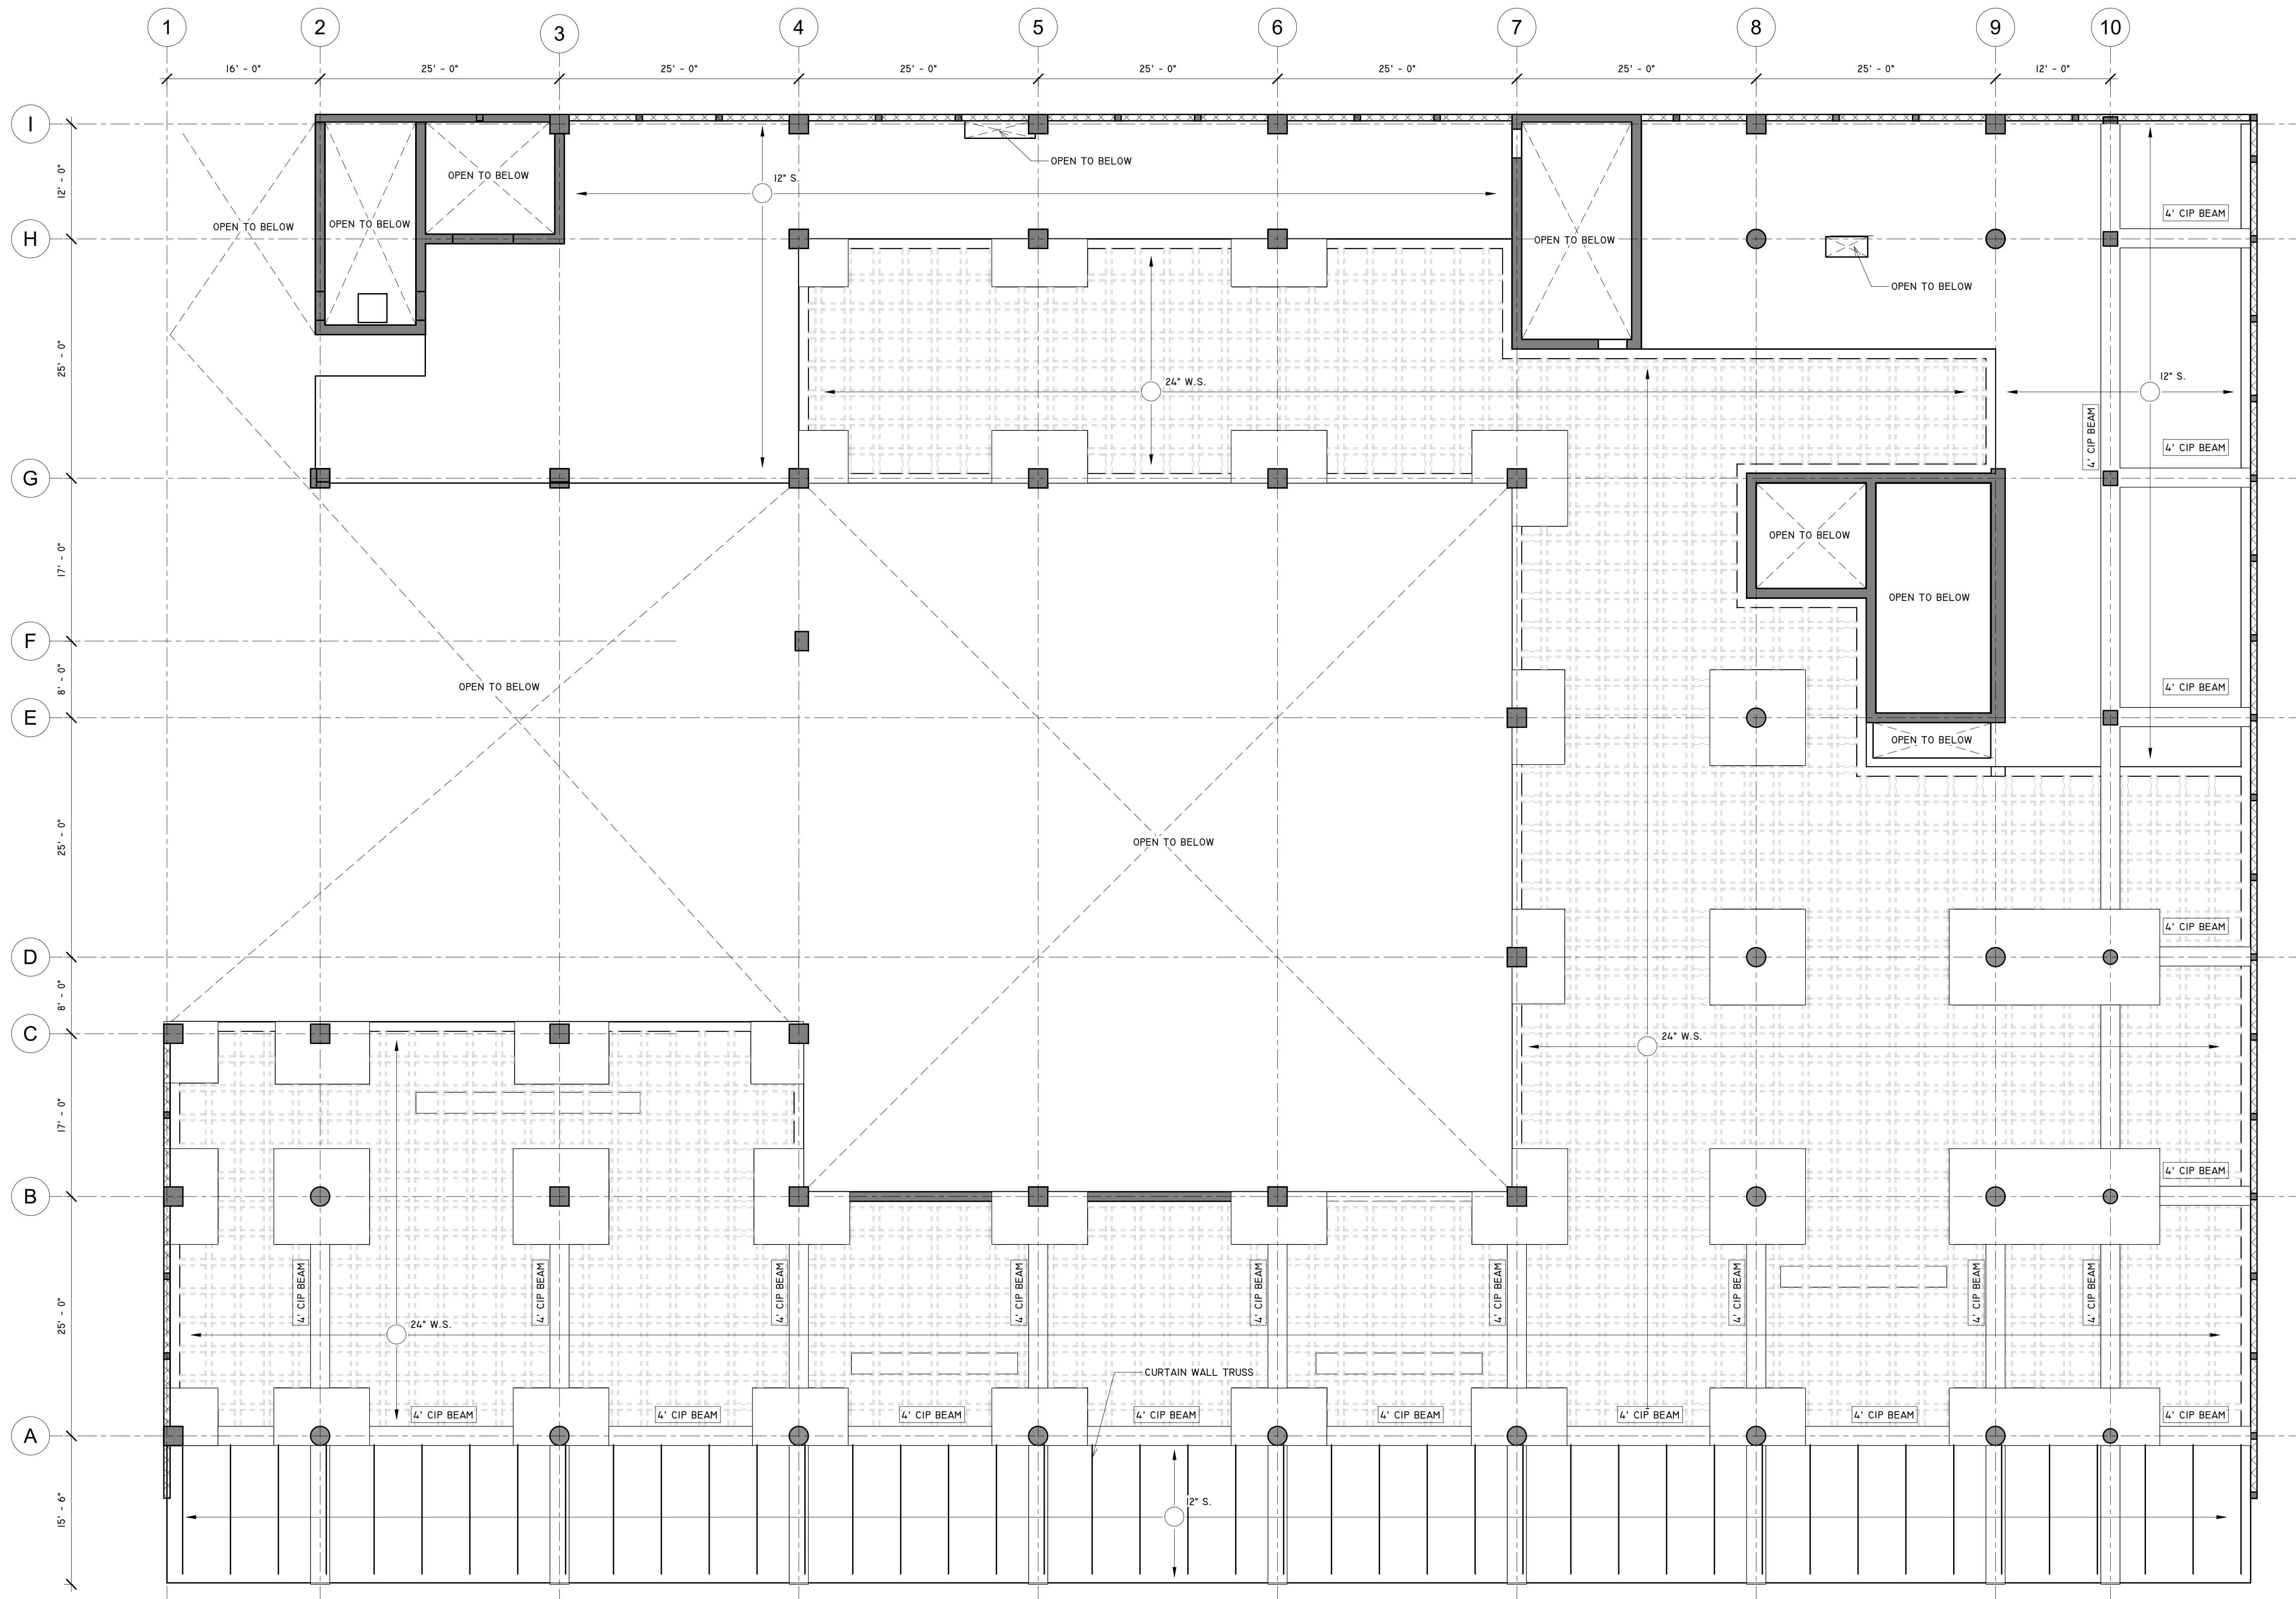 1 2 3 4 5 6 7 8 9 10
16' - 0" 25' - 0" 25' - 0" 25' - 0" 25' - 0" 25' - 0" 25' - 0" 25' - 0" 12' - 0"
I
OPEN TO BELOW
12' - 0"
OPEN TO BELOW
12" S.
4' CIP BEAM
OPEN TO BELOW
OPEN TO BELOW
H
OPEN TO BELOW
OPEN TO BELOW
25' - 0"
24" W.S.
12" S.
4' CIP BEAM
4' CIP BEAM
G
17' - 0"
OPEN TO BELOW
OPEN TO BELOW
F
8' - 0"
OPEN TO BELOW
4' CIP BEAM
E
OPEN TO BELOW
25' - 0"
OPEN TO BELOW
4' CIP BEAM
D
8' - 0"
C
24" W.S.
17' - 0"
4' CIP BEAM
B
4' CIP BEAM
4' CIP BEAM
4' CIP BEAM
4' CIP BEAM
4' CIP BEAM
4' CIP BEAM
4' CIP BEAM
4' CIP BEAM
4' CIP BEAM
25' - 0"
24" W.S.
CURTAIN WALL TRUSS
4' CIP BEAM
4' CIP BEAM
4' CIP BEAM
4' CIP BEAM
4' CIP BEAM
4' CIP BEAM
4' CIP BEAM
4' CIP BEAM
A
15' - 6"
12" S.